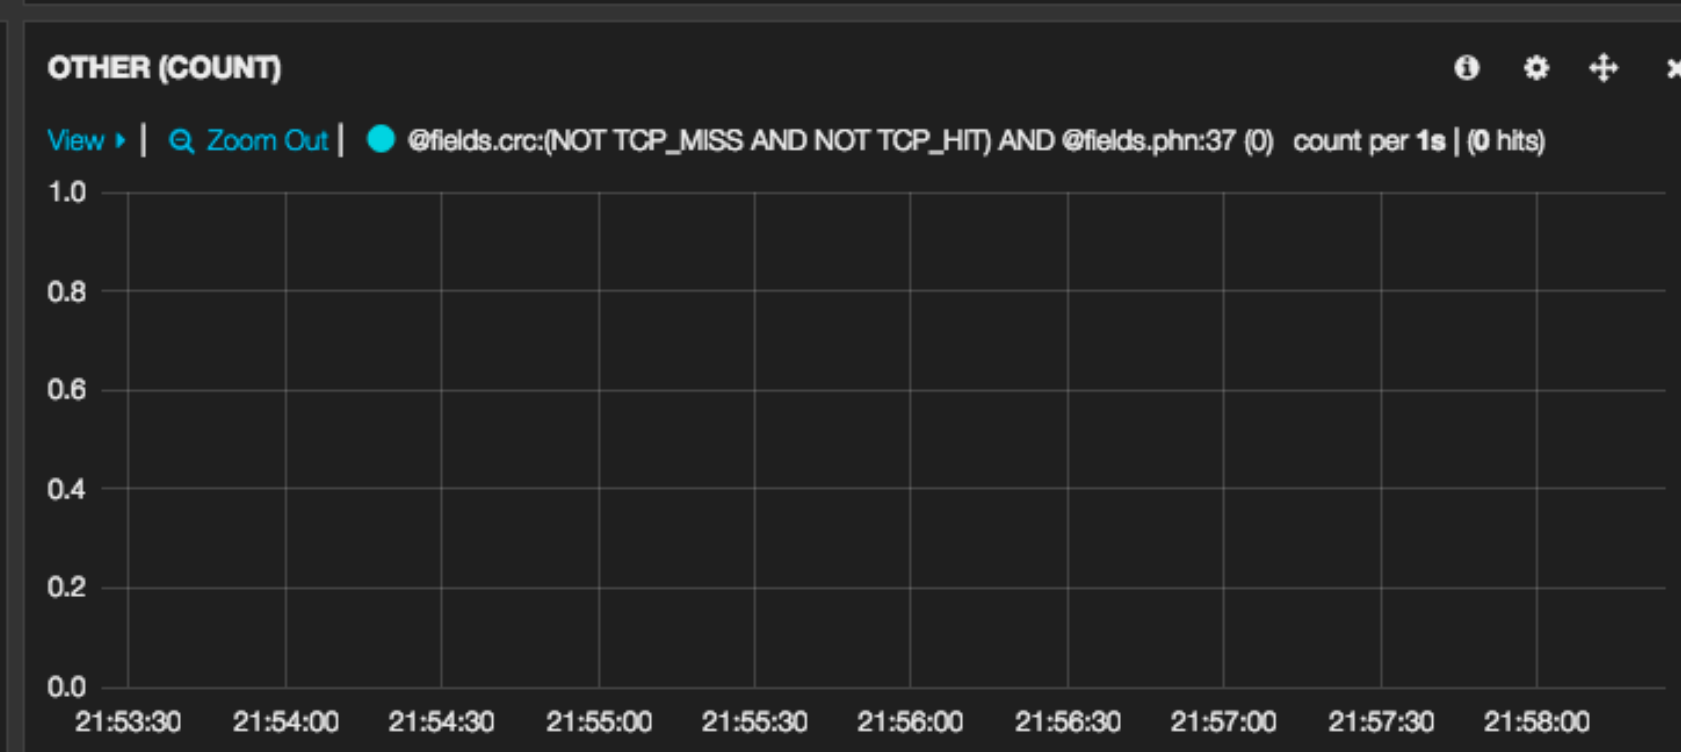 OTHER (COUNT)
View | Zoom Out | @fields.crc:(NOT TCP_MISS AND NOT TCP_HIT) AND @fields.phn:37 (0) count per 1s | (0 hits)
1.0
0.8
0.6
0.4
0.2
0.0
21:53:30 21:54:00 21:54:30 21:55:00 21:55:30 21:56:00 21:56:30 21:57:00 21:57:30 21:58:00